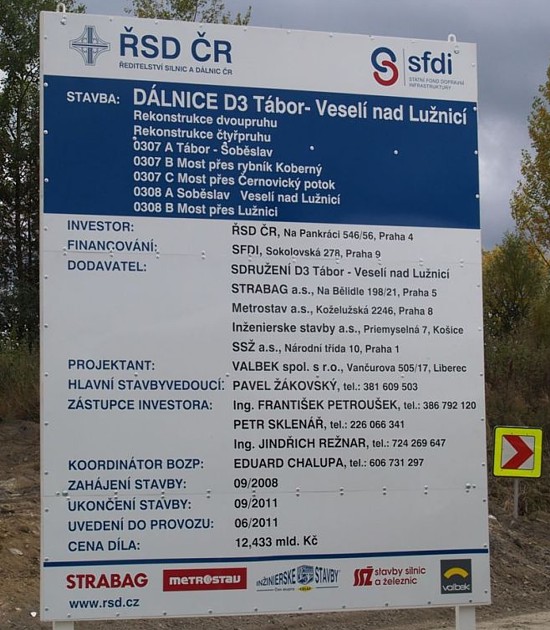 ŘSD ČR
ŘEDITELSTVÍ SILNIC A DÁLNIC ČR
sfdi
STÁTNÍ FOND DOPRAVNÍ
INFRASTRUKTURY
STAVBA: DÁLNICE D3 Tábor- Veselí nad Lužnicí
Rekonstrukce dvoupruhu
Rekonstrukce čtyřpruhu
0307 A Tábor - Soběslav
0307 B Most přes rybník Koberný
0307 C Most přes Černovický potok
0308 A Soběslav Veselí nad Lužnicí
0308 B Most přes Lužnici
INVESTOR: ŘSD ČR, Na Pankráci 546/56, Praha 4
FINANCOVÁNÍ: SFDI, Sokolovská 278, Praha 9
DODAVATEL: SDRUŽENÍ D3 Tábor - Veselí nad Lužnicí
STRABAG a.s., Na Bělidle 198/21, Praha 5
Metrostav a.s., Koželužská 2246, Praha 8
Inženierske stavby a.s., Priemyselná 7, Košice
SSŽ a.s., Národní třída 10, Praha 1
PROJEKTANT: VALBEK spol. s r.o., Vančurova 505/17, Liberec
HLAVNÍ STAVBYVEDOUCÍ: PAVEL ŽÁKOVSKÝ, tel.: 381 609 503
ZÁSTUPCE INVESTORA: Ing. FRANTIŠEK PETROUŠEK, tel.: 386 792 120
PETR SKLENÁŘ, tel.: 226 066 341
Ing. JINDŘICH REŽNAR, tel.: 724 269 647
KOORDINÁTOR BOZP: EDUARD CHALUPA, tel.: 606 731 297
ZAHÁJENÍ STAVBY: 09/2008
UKONČENÍ STAVBY: 09/2011
UVEDENÍ DO PROVOZU: 06/2011
CENA DÍLA: 12,433 mld. Kč
STRABAG
METROSTAV
INŽINIERSKE STAVBY
SSŽ stavby silnic
a železnic
valbek
www.rsd.cz